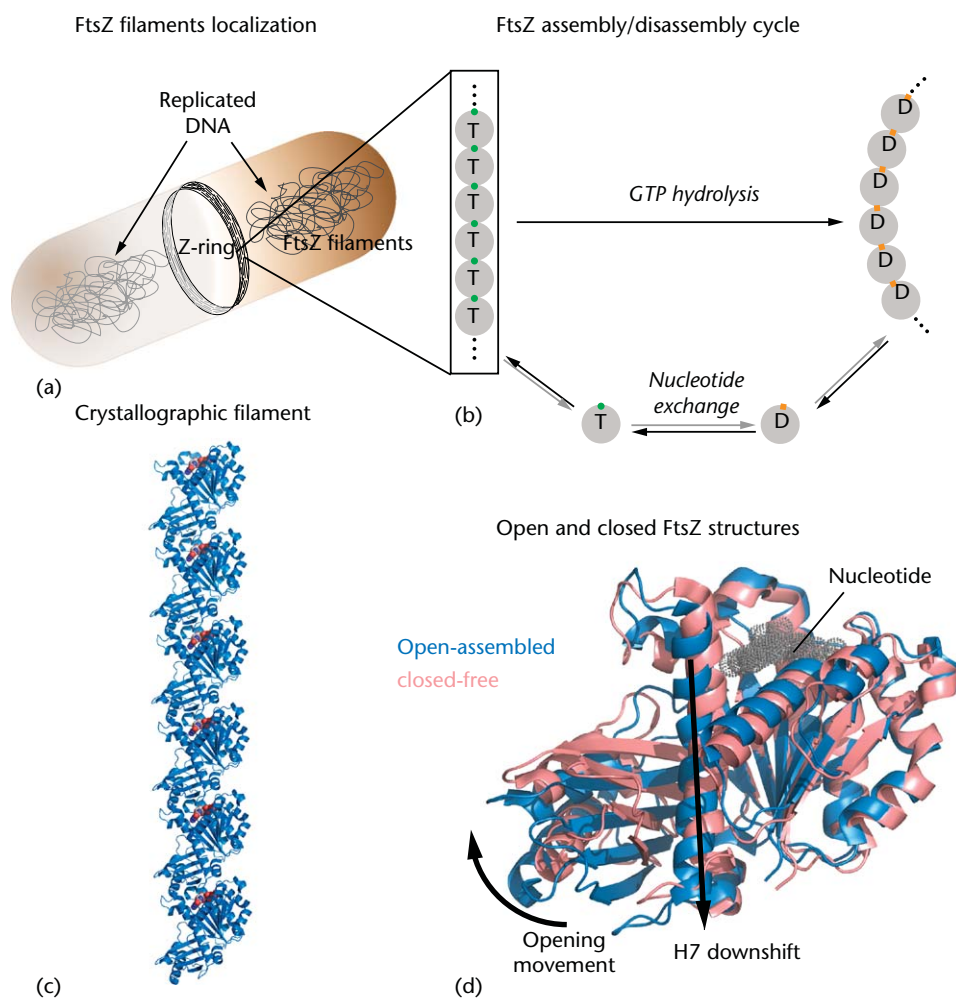 FtsZ filaments localization
FtsZ assembly/disassembly cycle
Replicated
DNA
Z-ring
FtsZ filaments
(a)
T
T
T
T
T
T
GTP hydrolysis
D
D
D
D
D
D
Nucleotide
exchange
T
D
(b)
Crystallographic filament
(c)
Open and closed FtsZ structures
Nucleotide
Open-assembled
closed-free
Opening
movement
H7 downshift
(d)